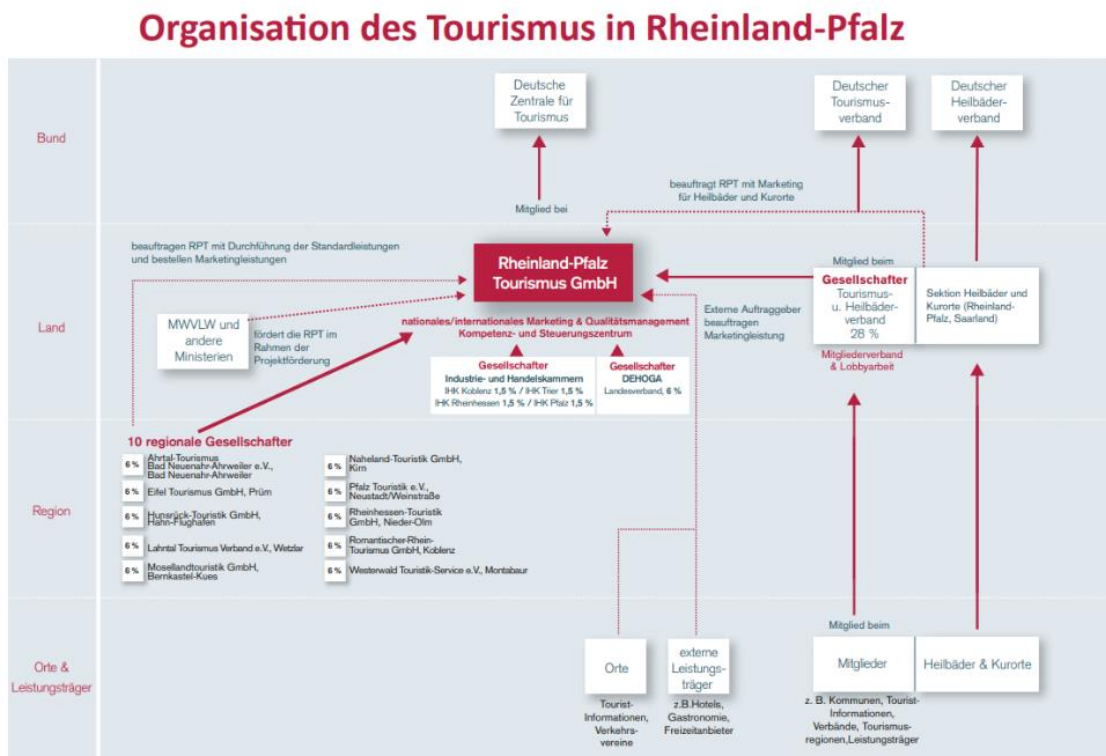 Organisation des Tourismus in Rheinland-Pfalz
Bund
Deutsche
Zentrale für
Tourismus
Deutscher
Tourismus-
verband
Deutscher
Heilbäder-
verband
beauftragt RPT mit Marketing
für Heilbäder und Kurorte
Mitglied bei
Land
beauftragen RPT mit Durchführung der Standardleistungen
und bestellen Marketingleistungen
Rheinland-Pfalz
Tourismus GmbH
Mitglied beim
Gesellschafter
Tourismus-
u. Heilbäder-
verband
28 %
Sektion Heilbäder und
Kurorte (Rheinland-
Pfalz, Saarland)
Mitgliederverband
& Lobbyarbeit
Externe Auftraggeber
beauftragen
Marketingleistung
MWVLW und
andere
Ministerien
fördert die RPT im
Rahmen der
Projektförderung
nationales/internationales Marketing & Qualitätsmanagement
Kompetenz- und Steuerungszentrum
Gesellschafter
Industrie- und Handelskammern
IHK Koblenz 1,5 % / IHK Trier 1,5 %
IHK Rheinhessen 1,5 % / IHK Pfalz 1,5 %
Gesellschafter
DEHOGA
Landesverband, 6 %
Region
10 regionale Gesellschafter
6 %
Ahrtal-Tourismus
Bad Neuenahr-Ahrweiler e.V.,
Bad Neuenahr-Ahrweiler
6 %
Eifel Tourismus GmbH, Prüm
6 %
Hunsrück-Touristik GmbH,
Hahn-Flughafen
6 %
Lahntal Tourismus Verband e.V., Wetzlar
6 %
Mosellandtouristik GmbH,
Bernkastel-Kues
6 %
Naheland-Touristik GmbH,
Kirn
6 %
Pfalz Touristik e.V.,
Neustadt/Weinstraße
6 %
Rheinhessen-Touristik
GmbH, Nieder-Olm
6 %
Romantischer-Rhein-
Tourismus GmbH, Koblenz
6 %
Westerwald Touristik-Service e.V., Montabaur
Orte &
Leistungsträger
Orte
Tourist-
Informationen,
Verkehrs-
vereine
externe
Leistungs-
träger
z.B.Hotels,
Gastronomie,
Freizeitanbieter
Mitglied beim
Mitglieder
z. B. Kommunen, Tourist-
Informationen,
Verbände, Tourismus-
regionen,Leistungsträger
Heilbäder & Kurorte